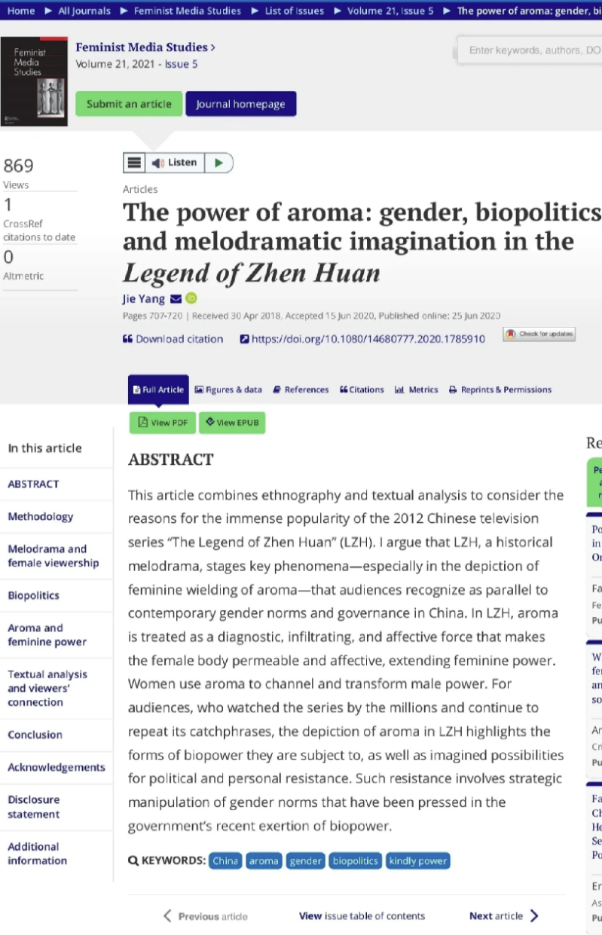 Home ▶ All Journals ▶ Feminist Media Studies ▶ List of Issues ▶ Volume 21, Issue 5 ▶ The power of aroma: gender, bi
Feminist Media Studies
Feminist Media Studies >
Volume 21, 2021 - Issue 5
Enter keywords, authors, DO
Submit an article
Journal homepage
869
Views
1
CrossRef
citations to date
0
Altmetric
Listen
Articles
The power of aroma: gender, biopolitics
and melodramatic imagination in the
Legend of Zhen Huan
Jie Yang
Pages 707-720 | Received 30 Apr 2018, Accepted 15 Jun 2020, Published online: 25 Jun 2020
Download citation
https://doi.org/10.1080/14680777.2020.1785910
Check for updates
Full Article
Figures & data
References
Citations
Metrics
Reprints & Permissions
View PDF
View EPUB
In this article
ABSTRACT
Methodology
Melodrama and
female viewership
Biopolitics
Aroma and
feminine power
Textual analysis
and viewers'
connection
Conclusion
Acknowledgements
Disclosure
statement
Additional
information
ABSTRACT
This article combines ethnography and textual analysis to consider the
reasons for the immense popularity of the 2012 Chinese television
series “The Legend of Zhen Huan” (LZH). I argue that LZH, a historical
melodrama, stages key phenomena—especially in the depiction of
feminine wielding of aroma—that audiences recognize as parallel to
contemporary gender norms and governance in China. In LZH, aroma
is treated as a diagnostic, infiltrating, and affective force that makes
the female body permeable and affective, extending feminine power.
Women use aroma to channel and transform male power. For
audiences, who watched the series by the millions and continue to
repeat its catchphrases, the depiction of aroma in LZH highlights the
forms of biopower they are subject to, as well as imagined possibilities
for political and personal resistance. Such resistance involves strategic
manipulation of gender norms that have been pressed in the
government's recent exertion of biopower.
KEYWORDS: China aroma gender biopolitics kindly power
Previous article
View issue table of contents
Next article
Re
Pe
Po
in
Or
Fa
Fe
Pu
W
fe
an
so
Ar
Cr
Pu
Fa
Ch
He
Se
Po
Er
As
Pu